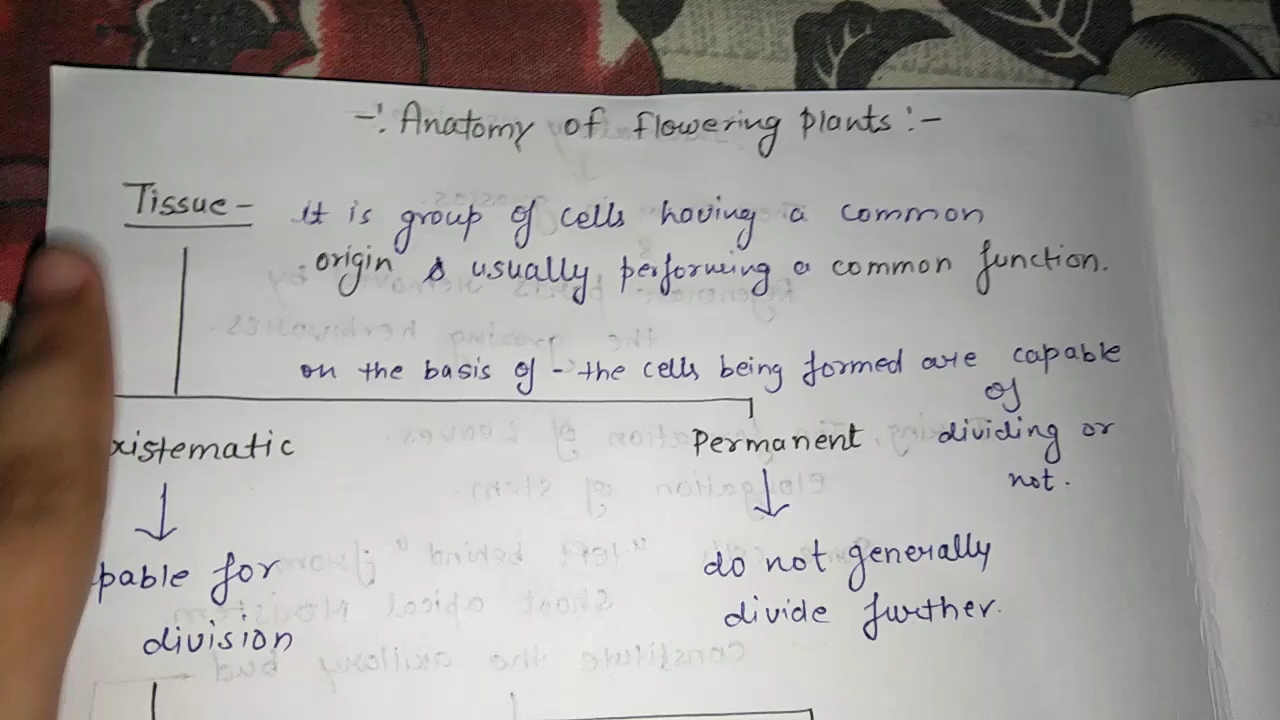 -: Anatomy of flowering plants :-
Tissue - it is group of cells having a common
origin & usually performing a common function.
on the basis of - the cells being formed are capable
of
xistematic Permanent dividing or
not.
pable for do not generally
division divide further.